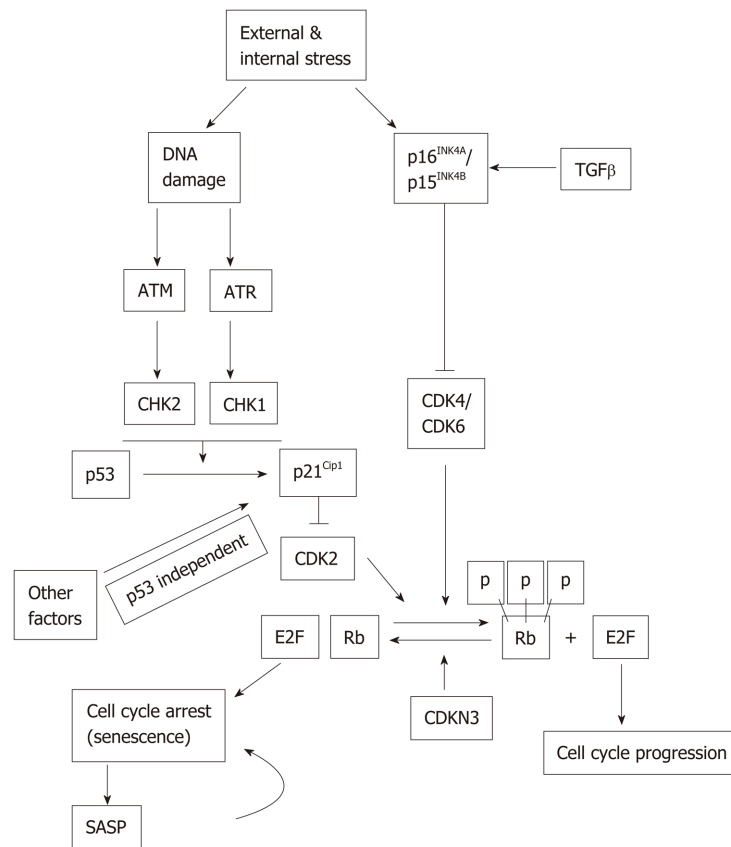 External &
internal stress
DNA
damage
p16INK4A/
p15INK4B
TGFβ
ATM
ATR
CHK2
CHK1
CDK4/
CDK6
p53
p21Cip1
p53 independent
CDK2
Other
factors
p
p
p
E2F
Rb
Rb
+
E2F
Cell cycle arrest
(senescence)
CDKN3
Cell cycle progression
SASP